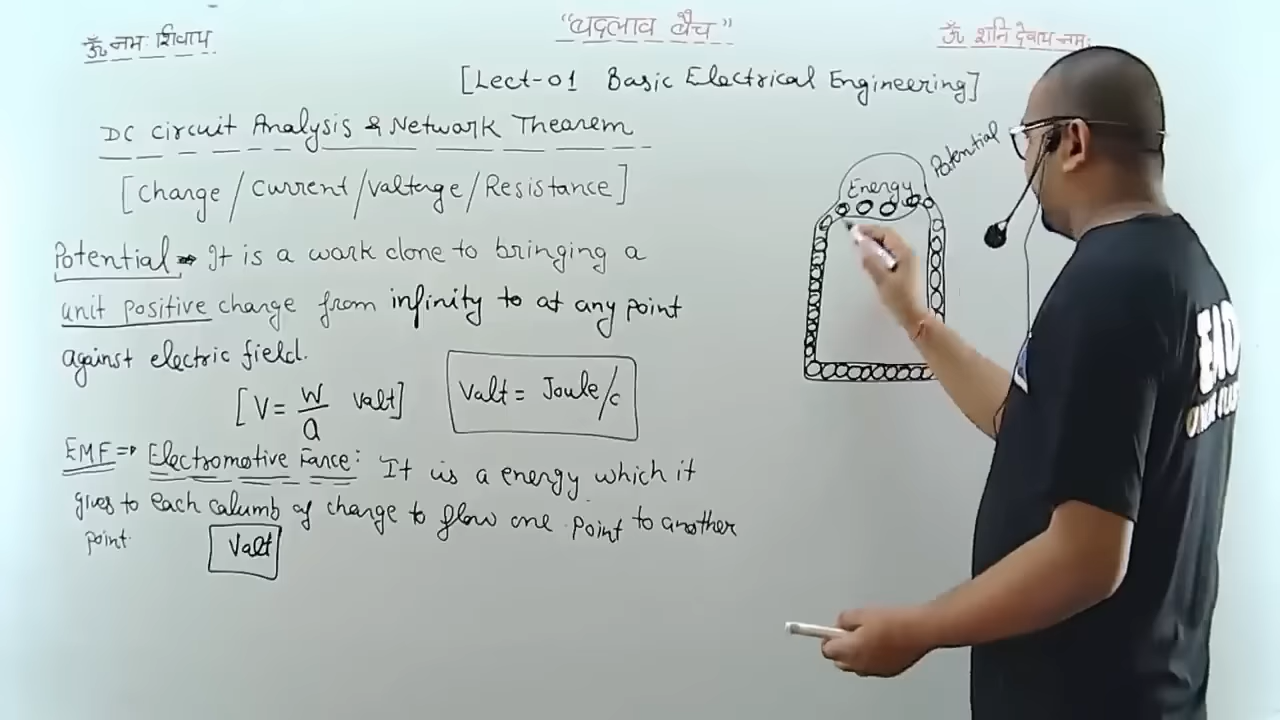 ॐ नमः शिवाय
"बदलाव बैच"
ॐ शनि देवाय नमः
[Lect-01 Basic Electrical Engineering]
DC Circuit Analysis & Network Theorem
[Charge/Current/Valtage/Resistance]
Potential → It is a work done to bringing a
unit positive charge from infinity to at any point
against electric field.
[V = W/Q Valt]
Valt = Joule/c
EMF ⇒ Electromotive Force: It is a energy which it
gives to each calumb of charge to flow one point to another
point.
Valt
Energy
Potential